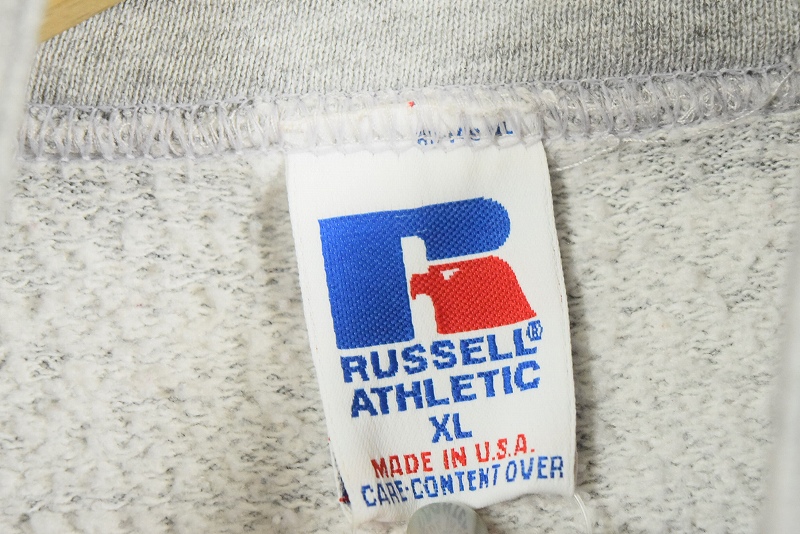 RUSSELL®
ATHLETIC
XL
MADE IN U.S.A.
CARE·CONTENT OVER